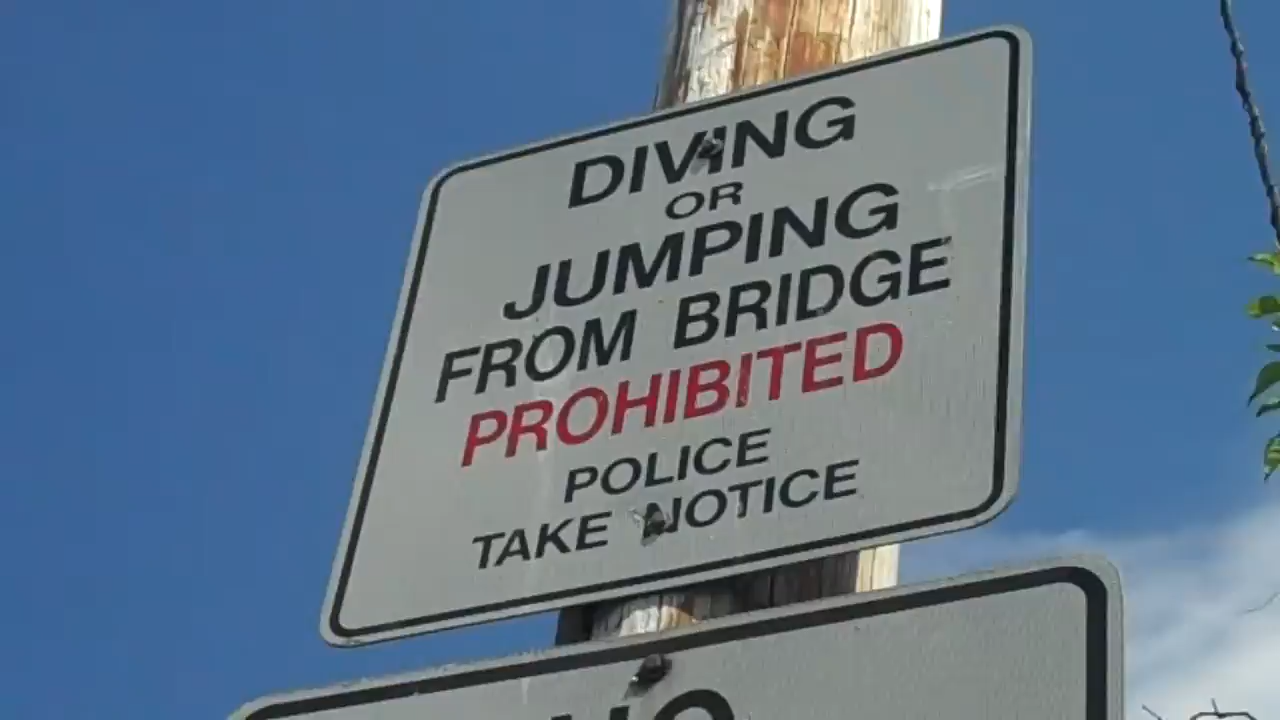 DIVING
OR
JUMPING
FROM BRIDGE
PROHIBITED
POLICE
TAKE NOTICE